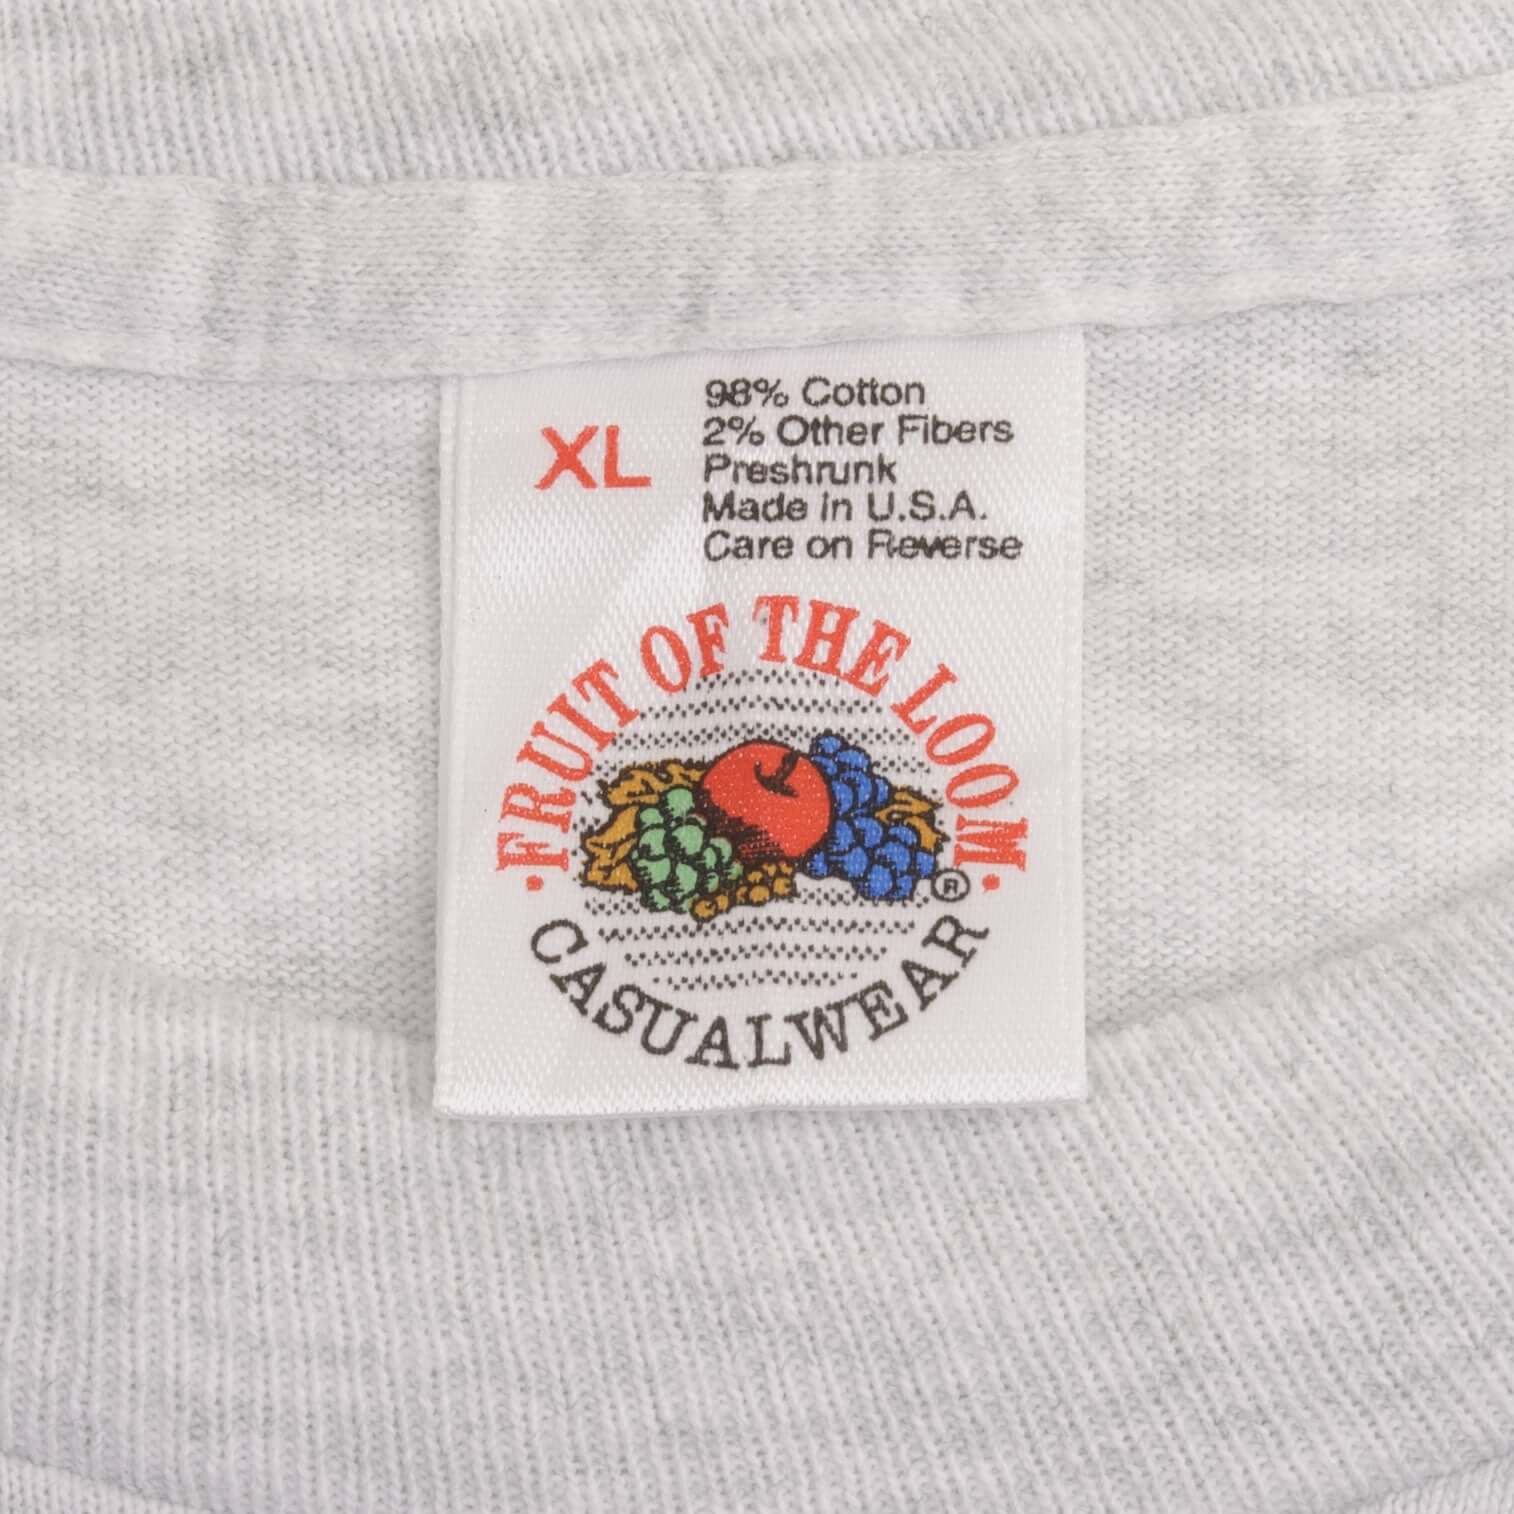 XL
98% Cotton
2% Other Fibers
Preshrunk
Made in U.S.A.
Care on Reverse
· FRUIT OF THE LOOM ·
®
CASUALWEAR